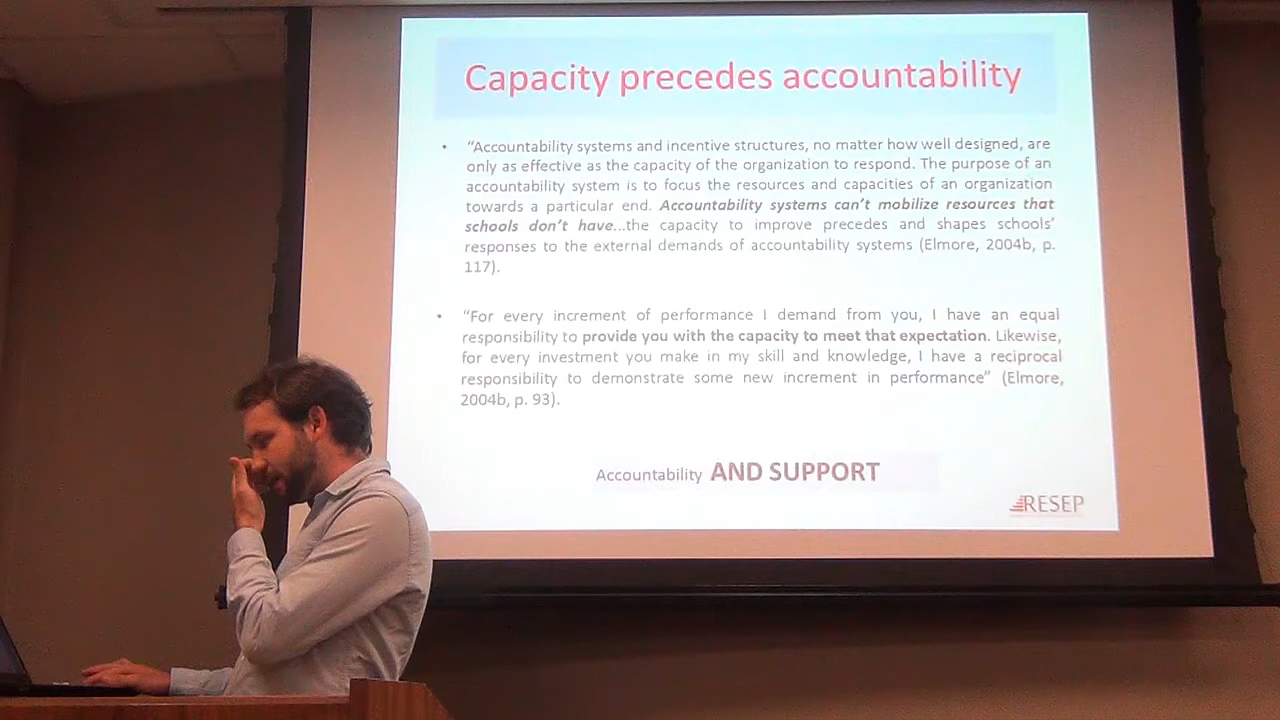 Capacity precedes accountability
• “Accountability systems and incentive structures, no matter how well designed, are
only as effective as the capacity of the organization to respond. The purpose of an
accountability system is to focus the resources and capacities of an organization
towards a particular end. Accountability systems can’t mobilize resources that
schools don’t have...the capacity to improve precedes and shapes schools’
responses to the external demands of accountability systems (Elmore, 2004b, p.
117).
• “For every increment of performance I demand from you, I have an equal
responsibility to provide you with the capacity to meet that expectation. Likewise,
for every investment you make in my skill and knowledge, I have a reciprocal
responsibility to demonstrate some new increment in performance” (Elmore,
2004b, p. 93).
Accountability AND SUPPORT
RESEP